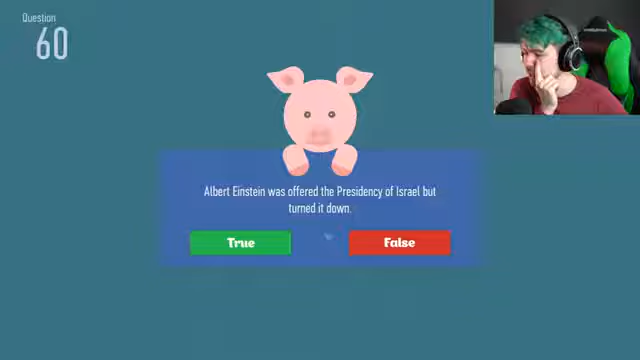 Question
60
Albert Einstein was offered the Presidency of Israel but
turned it down.
True
False